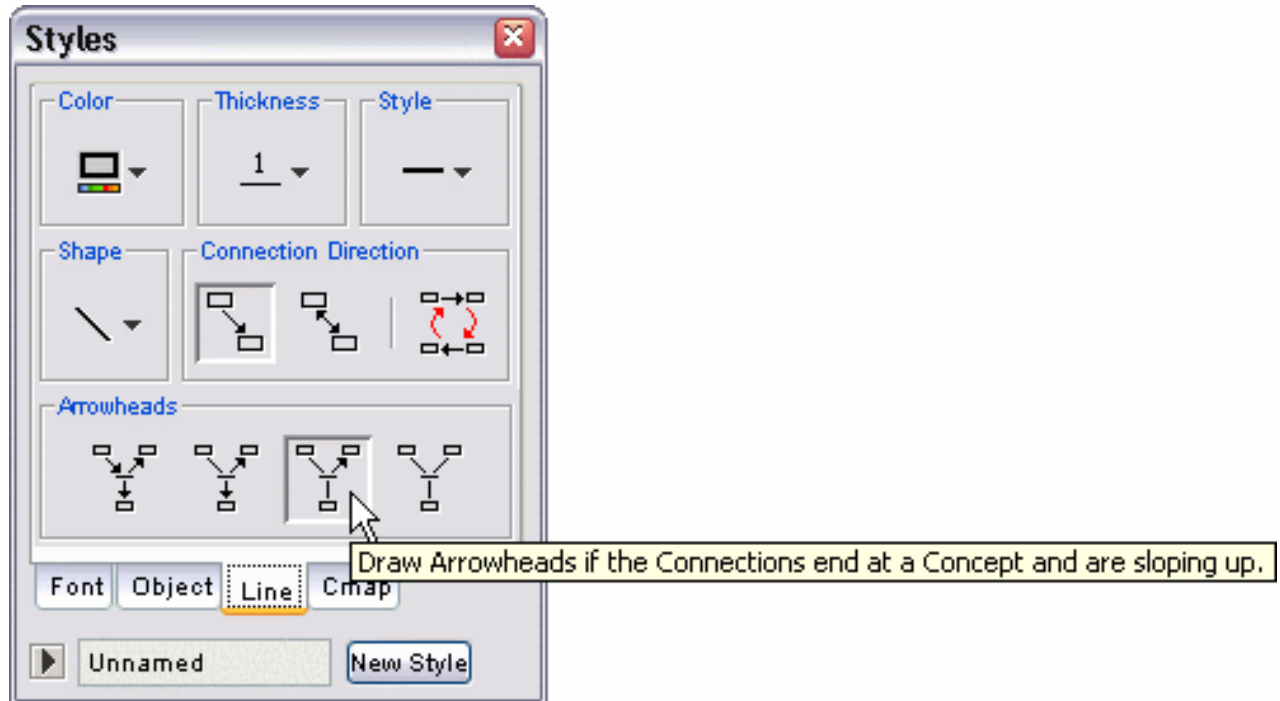 Styles
Color
Thickness
Style
1
Shape
Connection Direction
Arrowheads
Draw Arrowheads if the Connections end at a Concept and are sloping up.
Font
Object
Line
Cmap
Unnamed
New Style